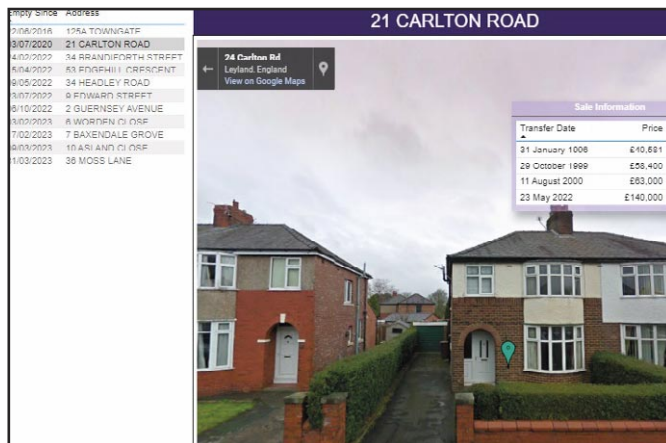 Empty Since Address
2/06/2016 125A TOWNGATE
3/07/2020 21 CARLTON ROAD
4/02/2022 34 BRANDIFORTH STREET
5/04/2022 53 EDGEHILL CRESCENT
9/05/2022 34 HEADLEY ROAD
3/07/2022 9 EDWARD STREET
6/10/2022 2 GUERNSEY AVENUE
3/02/2023 6 WORDEN CLOSE
7/02/2023 7 BAXENDALE GROVE
9/03/2023 10 ASLAND CLOSE
1/03/2023 36 MOSS LANE
21 CARLTON ROAD
24 Carlton Rd
Leyland, England
View on Google Maps
Sale Information
Transfer Date Price
31 January 1006 £40,581
29 October 1999 £58,400
11 August 2000 £63,000
23 May 2022 £140,000